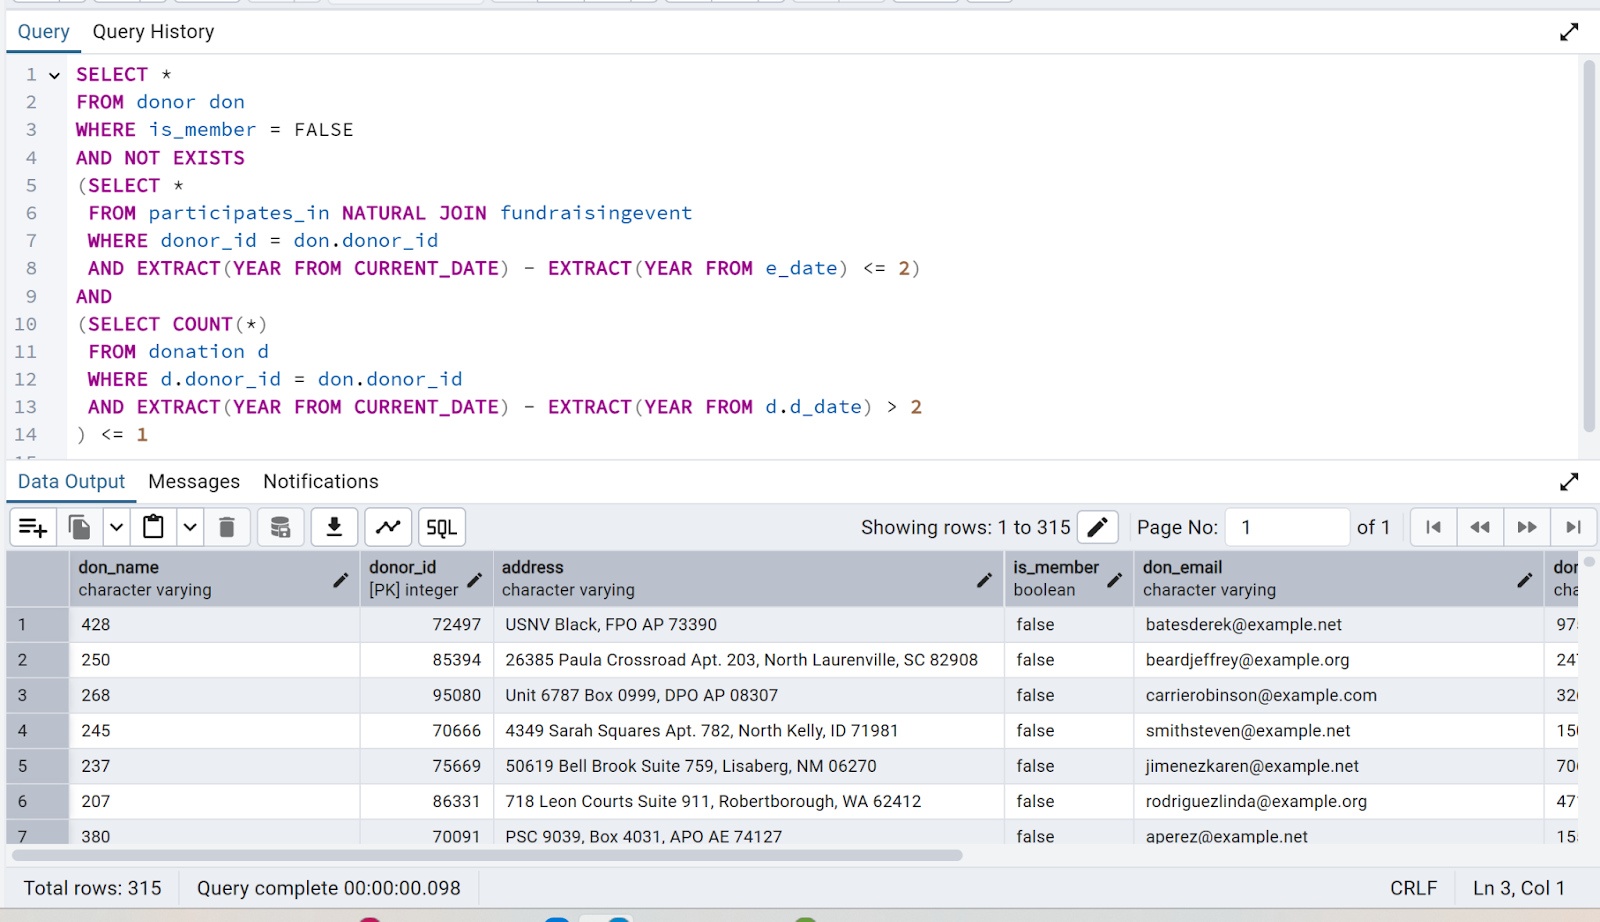 Query Query History
1 SELECT *
2 FROM donor don
3 WHERE is_member = FALSE
4 AND NOT EXISTS
5 (SELECT *
6 FROM participates_in NATURAL JOIN fundraisingevent
7 WHERE donor_id = don.donor_id
8 AND EXTRACT(YEAR FROM CURRENT_DATE) - EXTRACT(YEAR FROM e_date) <= 2)
9 AND
10 (SELECT COUNT(*)
11 FROM donation d
12 WHERE d.donor_id = don.donor_id
13 AND EXTRACT(YEAR FROM CURRENT_DATE) - EXTRACT(YEAR FROM d.d_date) > 2
14 ) <= 1
Data Output Messages Notifications
SQL Showing rows: 1 to 315 Page No: 1 of 1
don_name donor_id address is_member don_email
character varying [PK] integer character varying boolean character varying
1 428 72497 USNV Black, FPO AP 73390 false batesderek@example.net 97
2 250 85394 26385 Paula Crossroad Apt. 203, North Laurenville, SC 82908 false beardjeffrey@example.org 24
3 268 95080 Unit 6787 Box 0999, DPO AP 08307 false carrierobinson@example.com 32
4 245 70666 4349 Sarah Squares Apt. 782, North Kelly, ID 71981 false smithsteven@example.net 15
5 237 75669 50619 Bell Brook Suite 759, Lisaberg, NM 06270 false jimenezkaren@example.net 70
6 207 86331 718 Leon Courts Suite 911, Robertborough, WA 62412 false rodriguezlinda@example.org 47
7 380 70091 PSC 9039, Box 4031, APO AE 74127 false aperez@example.net 15
Total rows: 315 Query complete 00:00:00.098 CRLF Ln 3, Col 1